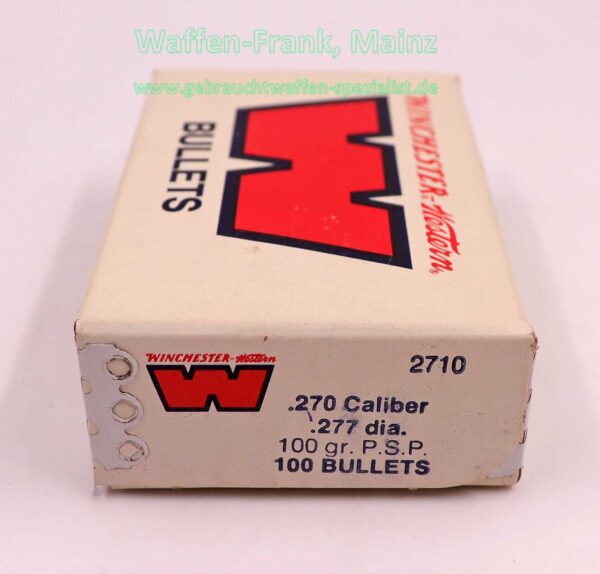 Waffen-Frank, Mainz
www.gebrauchtwaffen-spezialist.de
WINCHESTER-Western
BULLETS
WINCHESTER-Western
W
2710
.270 Caliber
.277 dia.
100 gr. P.S.P.
100 BULLETS